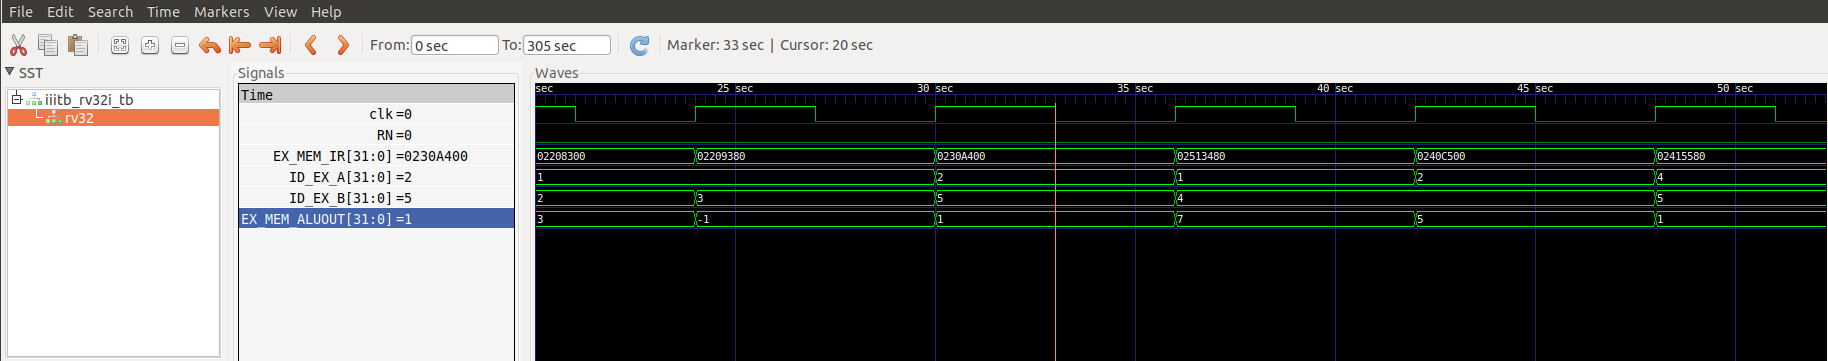 File Edit Search Time Markers View Help
From: 0 sec To: 305 sec Marker: 33 sec | Cursor: 20 sec
SST
iiitb_rv32i_tb
rv32
Signals
Time
clk=0
RN=0
EX_MEM_IR[31:0]=0230A400
ID_EX_A[31:0]=2
ID_EX_B[31:0]=5
EX_MEM_ALUOUT[31:0]=1
Waves
sec 25 sec 30 sec 35 sec 40 sec 45 sec 50 sec
02208300 02209380 0230A400 02513480 0240C500 02415580
1 2 1 2 4
2 3 5 4 5
3 -1 1 7 5 1